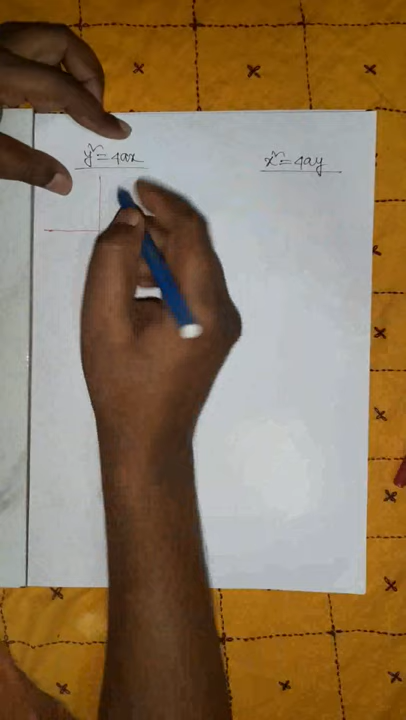 y² = 4ax
x² = 4ay